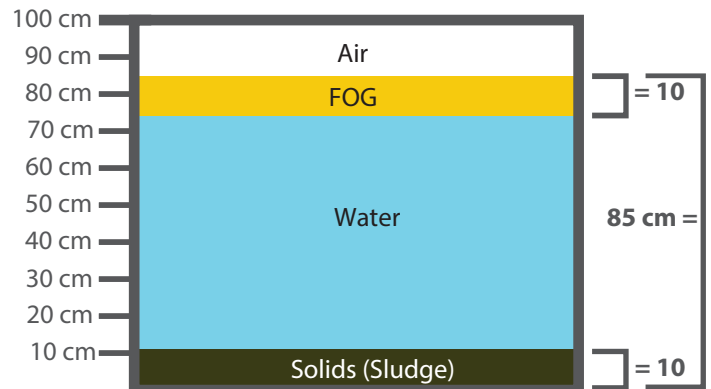 100 cm
90 cm
80 cm
70 cm
60 cm
50 cm
40 cm
30 cm
20 cm
10 cm
Air
FOG
Water
Solids (Sludge)
= 10
85 cm =
= 10